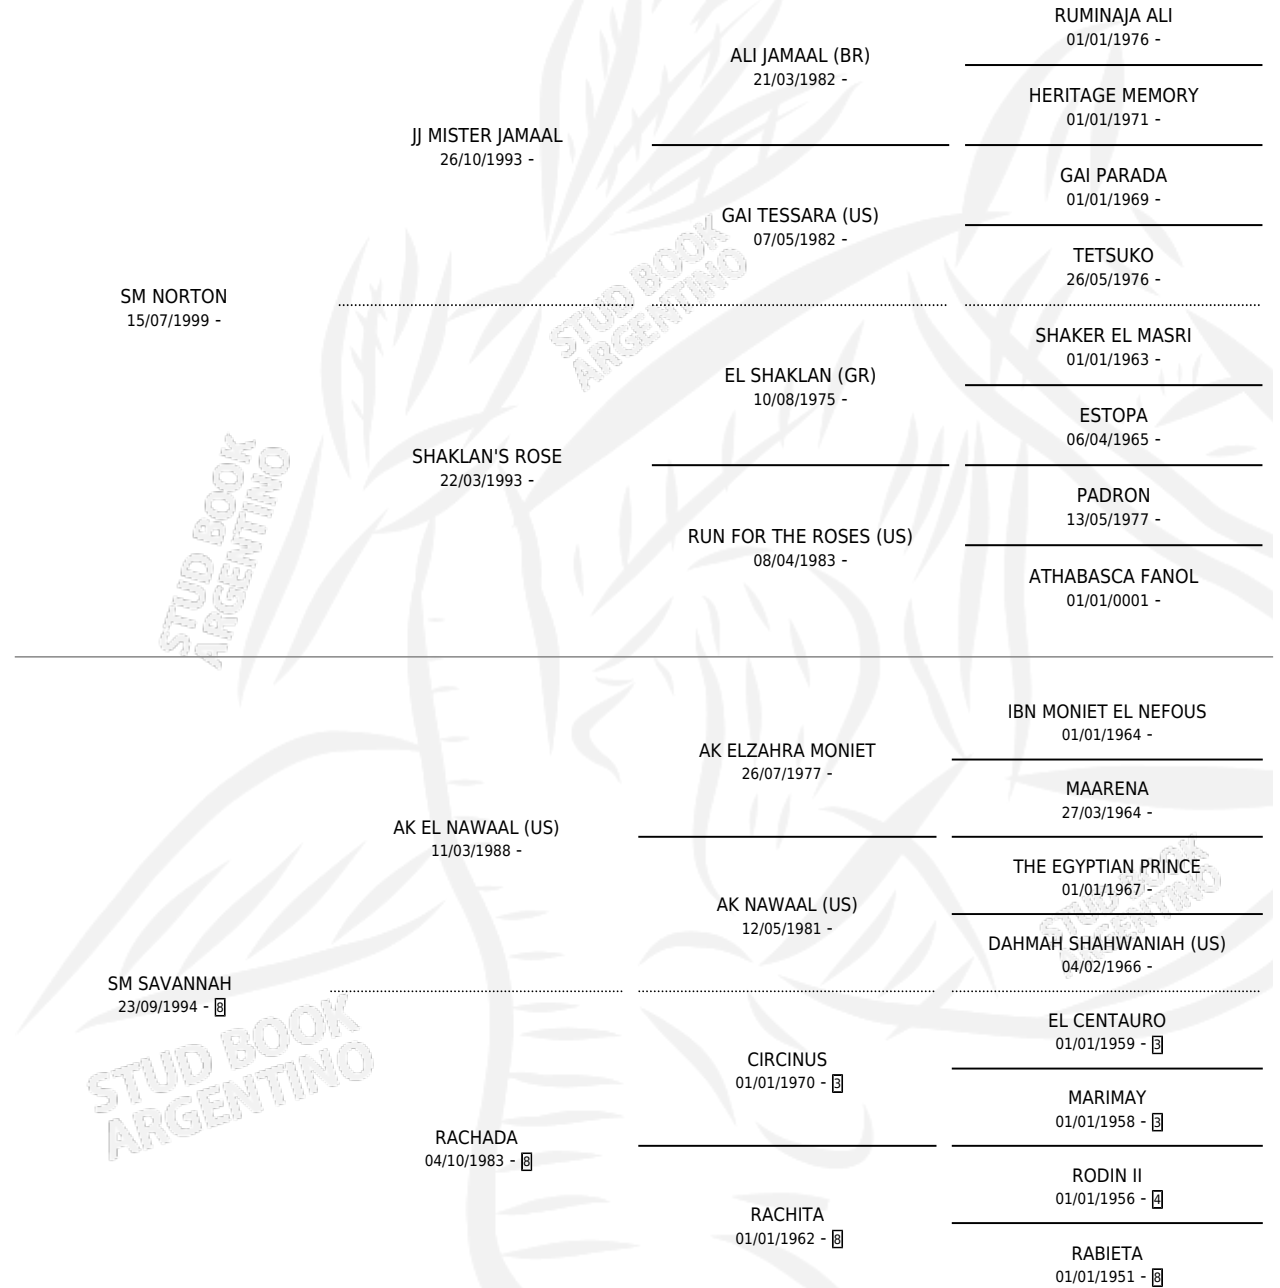 RUMINAJA ALI
01/01/1976 -
ALI JAMAAL (BR)
21/03/1982 -
HERITAGE MEMORY
01/01/1971 -
JJ MISTER JAMAAL
26/10/1993 -
GAI PARADA
01/01/1969 -
GAI TESSARA (US)
07/05/1982 -
TETSUKO
26/05/1976 -
SM NORTON
15/07/1999 -
SHAKER EL MASRI
01/01/1963 -
EL SHAKLAN (GR)
10/08/1975 -
ESTOPA
06/04/1965 -
SHAKLAN'S ROSE
22/03/1993 -
PADRON
13/05/1977 -
RUN FOR THE ROSES (US)
08/04/1983 -
ATHABASCA FANOL
01/01/0001 -
IBN MONIET EL NEFOUS
01/01/1964 -
AK ELZAHRA MONIET
26/07/1977 -
MAARENA
27/03/1964 -
AK EL NAWAAL (US)
11/03/1988 -
THE EGYPTIAN PRINCE
01/01/1967 -
AK NAWAAL (US)
12/05/1981 -
DAHMAH SHAHWANIAH (US)
04/02/1966 -
SM SAVANNAH
23/09/1994 - 8
EL CENTAURO
01/01/1959 - 3
CIRCINUS
01/01/1970 - 3
MARIMAY
01/01/1958 - 3
RACHADA
04/10/1983 - 8
RODIN II
01/01/1956 - 4
RACHITA
01/01/1962 - 8
RABIETA
01/01/1951 - 8
STUD BOOK
ARGENTINO
STUD BOOK
ARGENTINO
STUD BOOK
ARGENTINO
STUD BOOK
ARGENTINO